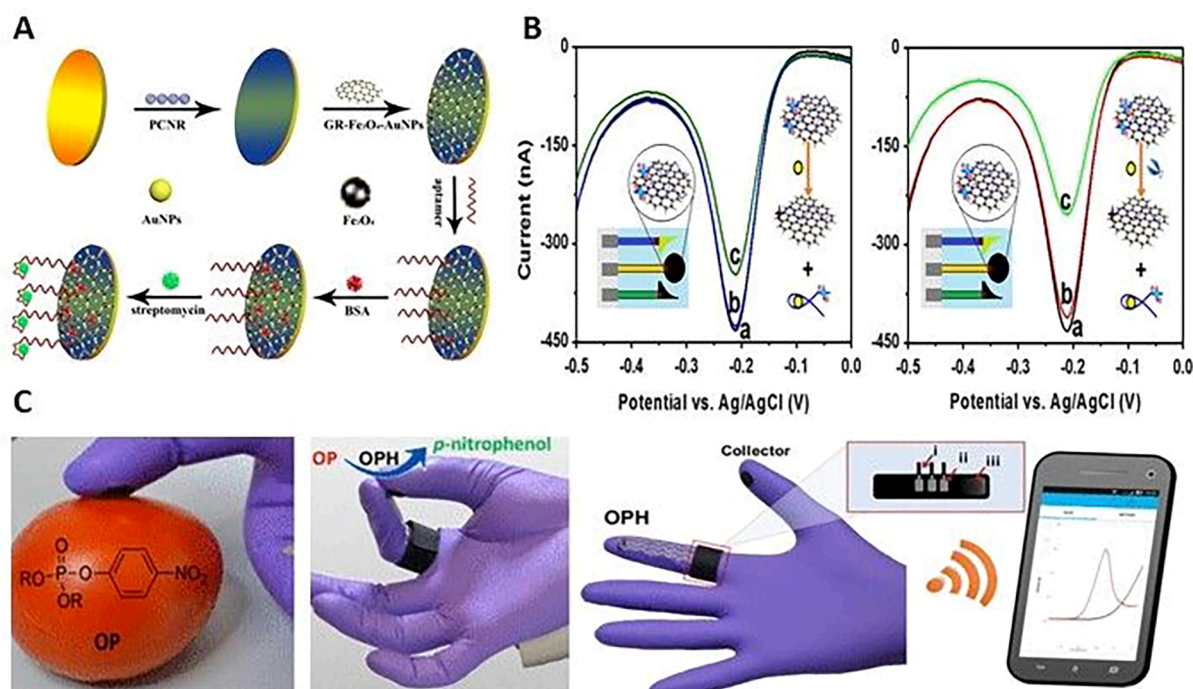 A
PCNR
GR-Fe₃O₄-AuNPs
AuNPs
Fe₃O₄
aptamer
streptomycin
BSA
B
Current (nA)
0
-150
-300
-450
c
b
a
+
-0.5 -0.4 -0.3 -0.2 -0.1 0.0
Potential vs. Ag/AgCl (V)
0
-150
-300
-450
c
b
a
+
-0.5 -0.4 -0.3 -0.2 -0.1 0.0
Potential vs. Ag/AgCl (V)
C
O
RO-P-O
OR
NO₂
OP
OP OPH p-nitrophenol
Collector
OPH
i
ii
iii